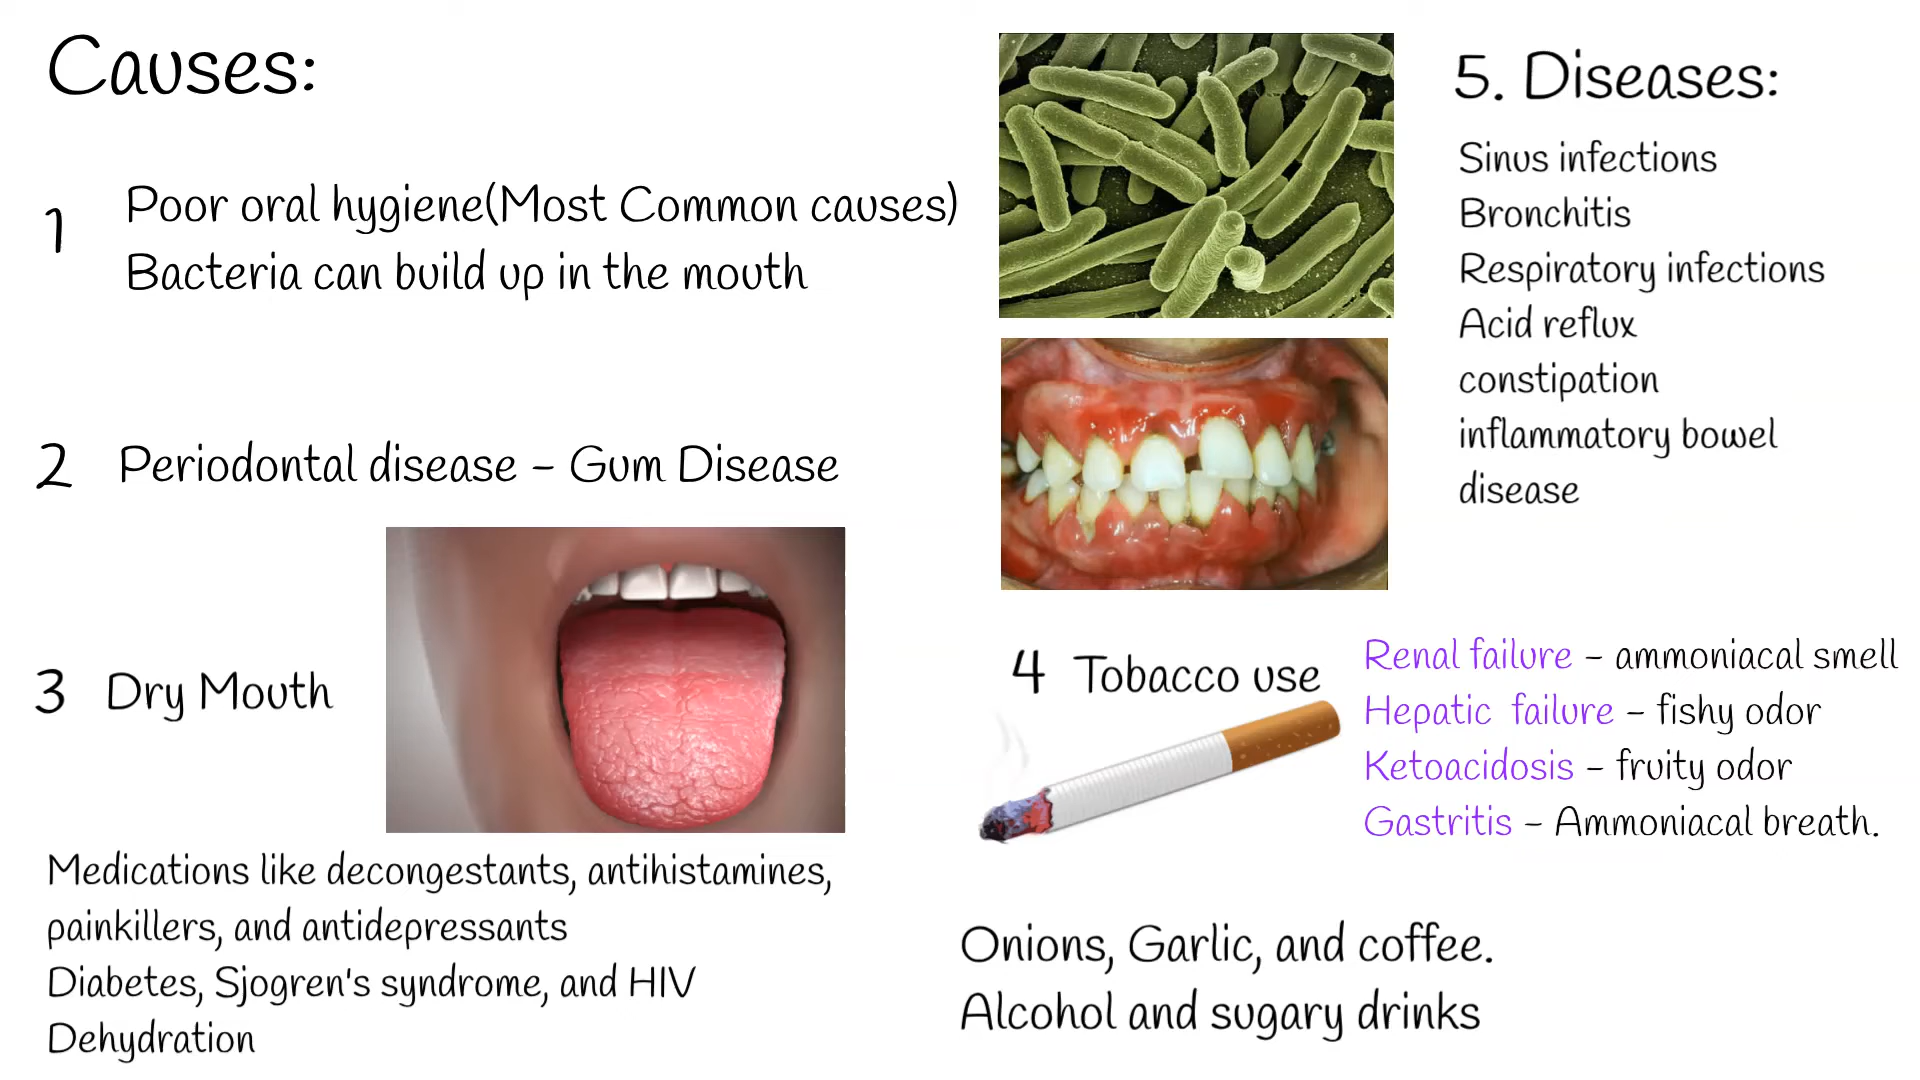 Causes:
1 Poor oral hygiene(Most Common causes)
Bacteria can build up in the mouth
2 Periodontal disease – Gum Disease
3 Dry Mouth
Medications like decongestants, antihistamines,
painkillers, and antidepressants
Diabetes, Sjogren's syndrome, and HIV
Dehydration
4 Tobacco use
Onions, Garlic, and coffee.
Alcohol and sugary drinks
5. Diseases:
Sinus infections
Bronchitis
Respiratory infections
Acid reflux
constipation
inflammatory bowel
disease
Renal failure – ammoniacal smell
Hepatic failure – fishy odor
Ketoacidosis – fruity odor
Gastritis – Ammoniacal breath.